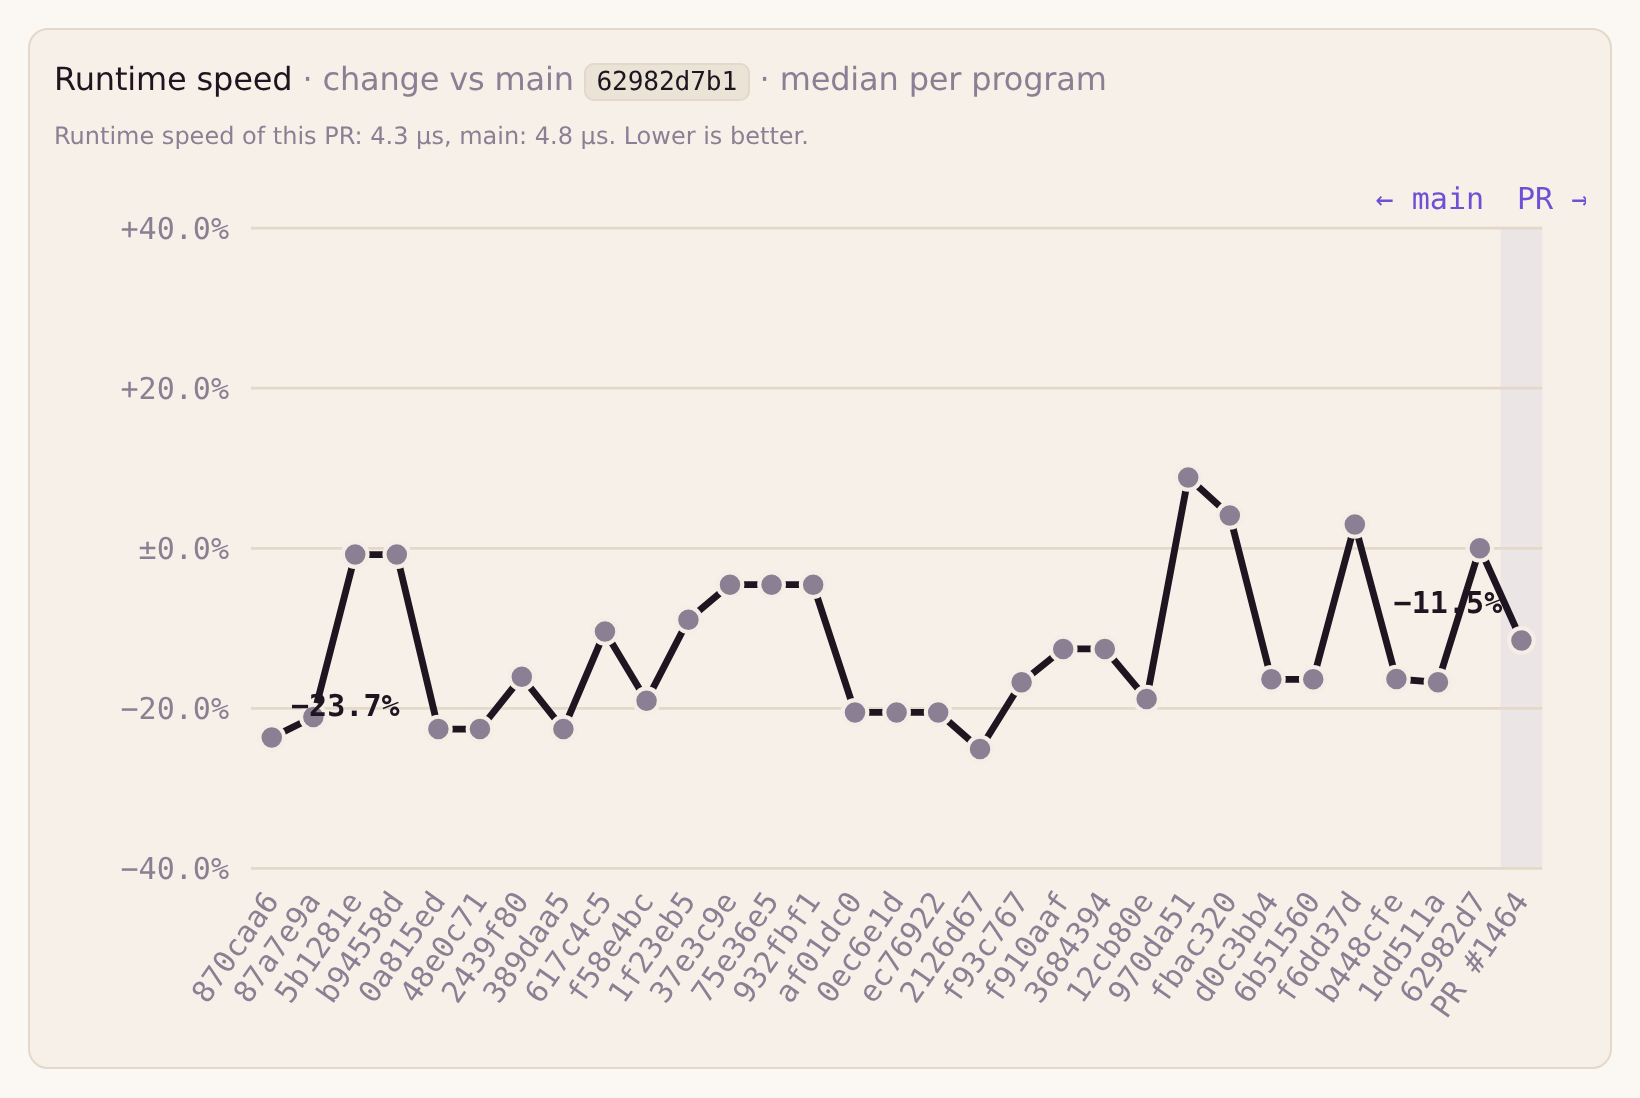 Runtime speed · change vs main 62982d7b1 · median per program
Runtime speed of this PR: 4.3 µs, main: 4.8 µs. Lower is better.
← main PR →
+40.0%
+20.0%
±0.0%
−20.0%
−40.0%
−23.7%
−11.5%
870caa6
87a7e9a
5b1281e
b94558d
0a815ed
48e0c71
2439f80
389daa5
617c4c5
f58e4bc
1f23eb5
37e3c9e
75e36e5
932fbf1
af01dc0
0ec6e1d
ec76922
2126d67
f93c767
f910aaf
3684394
12cb80e
970da51
fbac320
d0c3bb4
6b51560
f6dd37d
b448cfe
1dd511a
62982d7
PR #1464